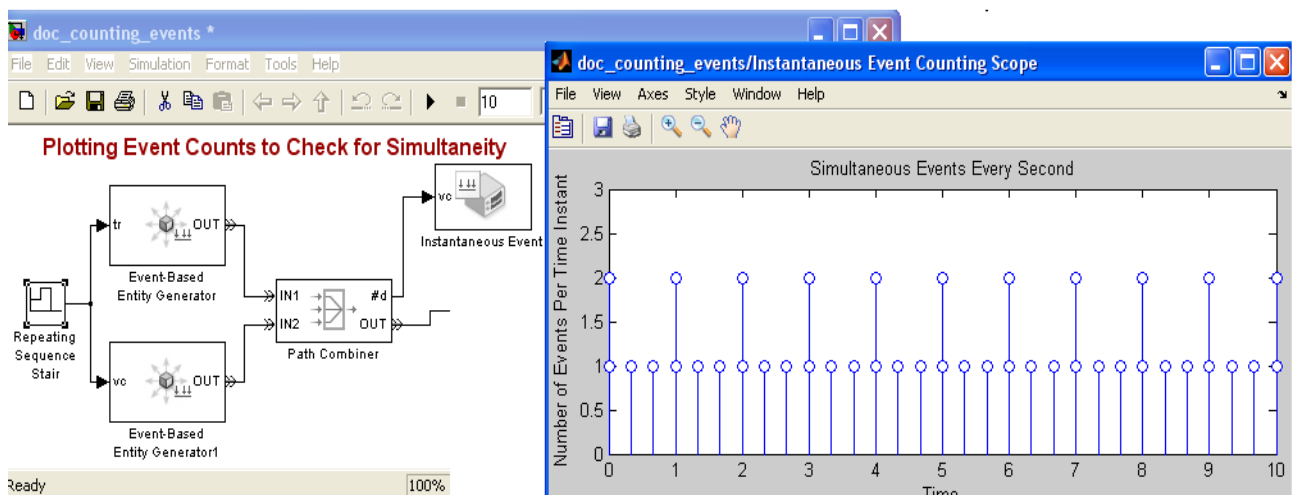 doc_counting_events *
File Edit View Simulation Format Tools Help
10
Plotting Event Counts to Check for Simultaneity
tr
OUT
Event-Based
Entity Generator
vc
Instantaneous Event
Repeating
Sequence
Stair
IN1
#d
IN2
OUT
Path Combiner
vc
OUT
Event-Based
Entity Generator1
Ready
100%
doc_counting_events/Instantaneous Event Counting Scope
File View Axes Style Window Help
Simultaneous Events Every Second
Number of Events Per Time Instant
3
2.5
2
1.5
1
0.5
0
0 1 2 3 4 5 6 7 8 9 10
Time